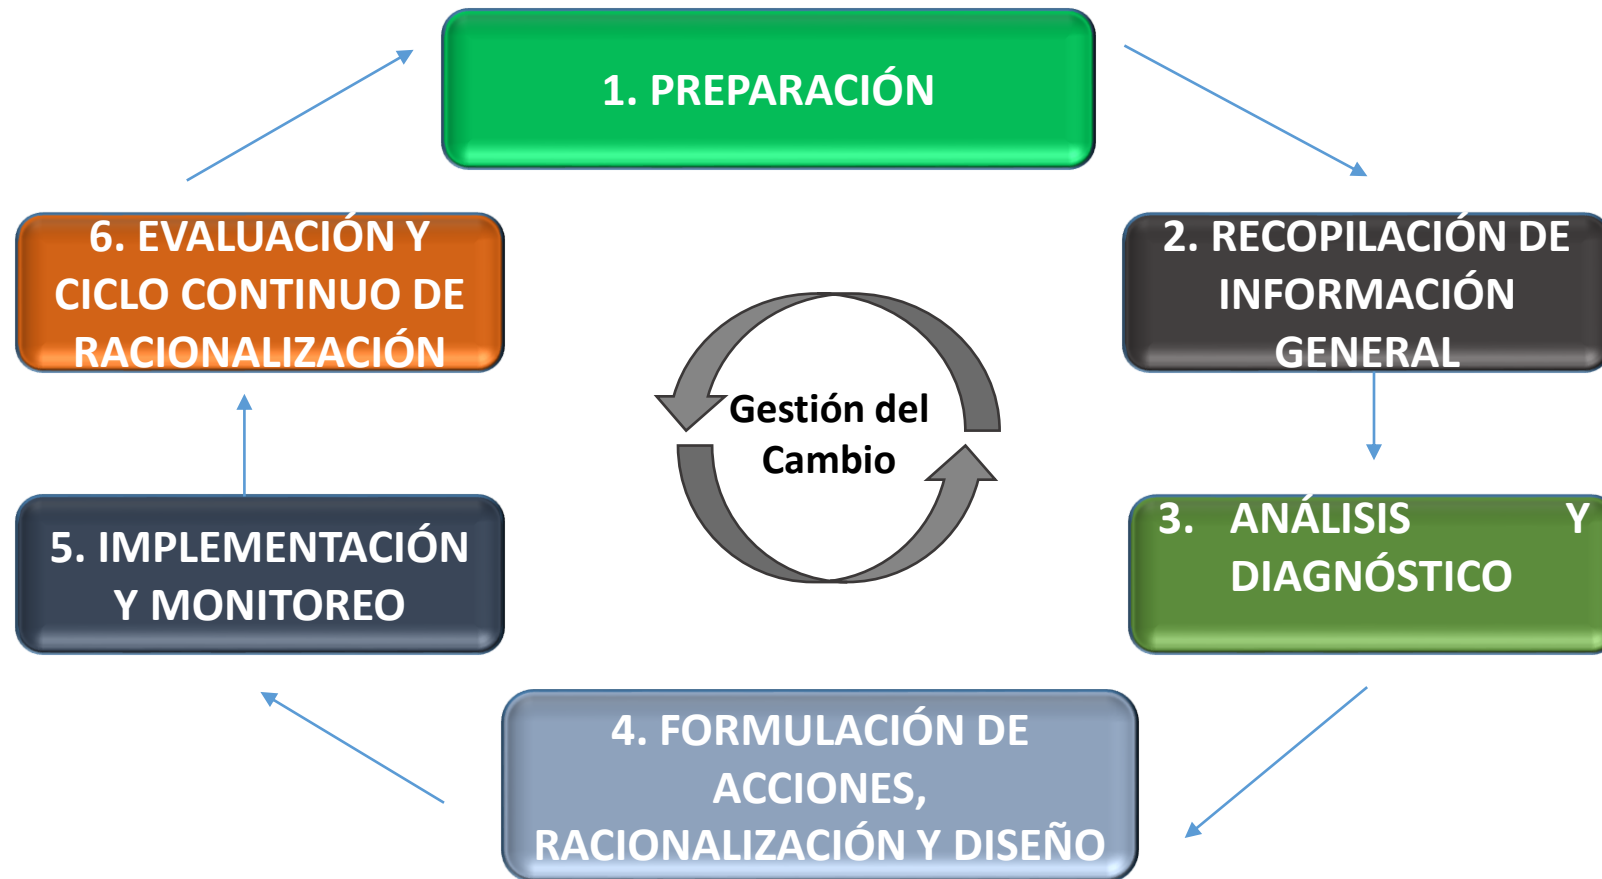 1. PREPARACIÓN
2. RECOPILACIÓN DE
INFORMACIÓN
GENERAL
3. ANÁLISIS Y
DIAGNÓSTICO
4. FORMULACIÓN DE
ACCIONES,
RACIONALIZACIÓN Y DISEÑO
5. IMPLEMENTACIÓN
Y MONITOREO
6. EVALUACIÓN Y
CICLO CONTINUO DE
RACIONALIZACIÓN
Gestión del
Cambio